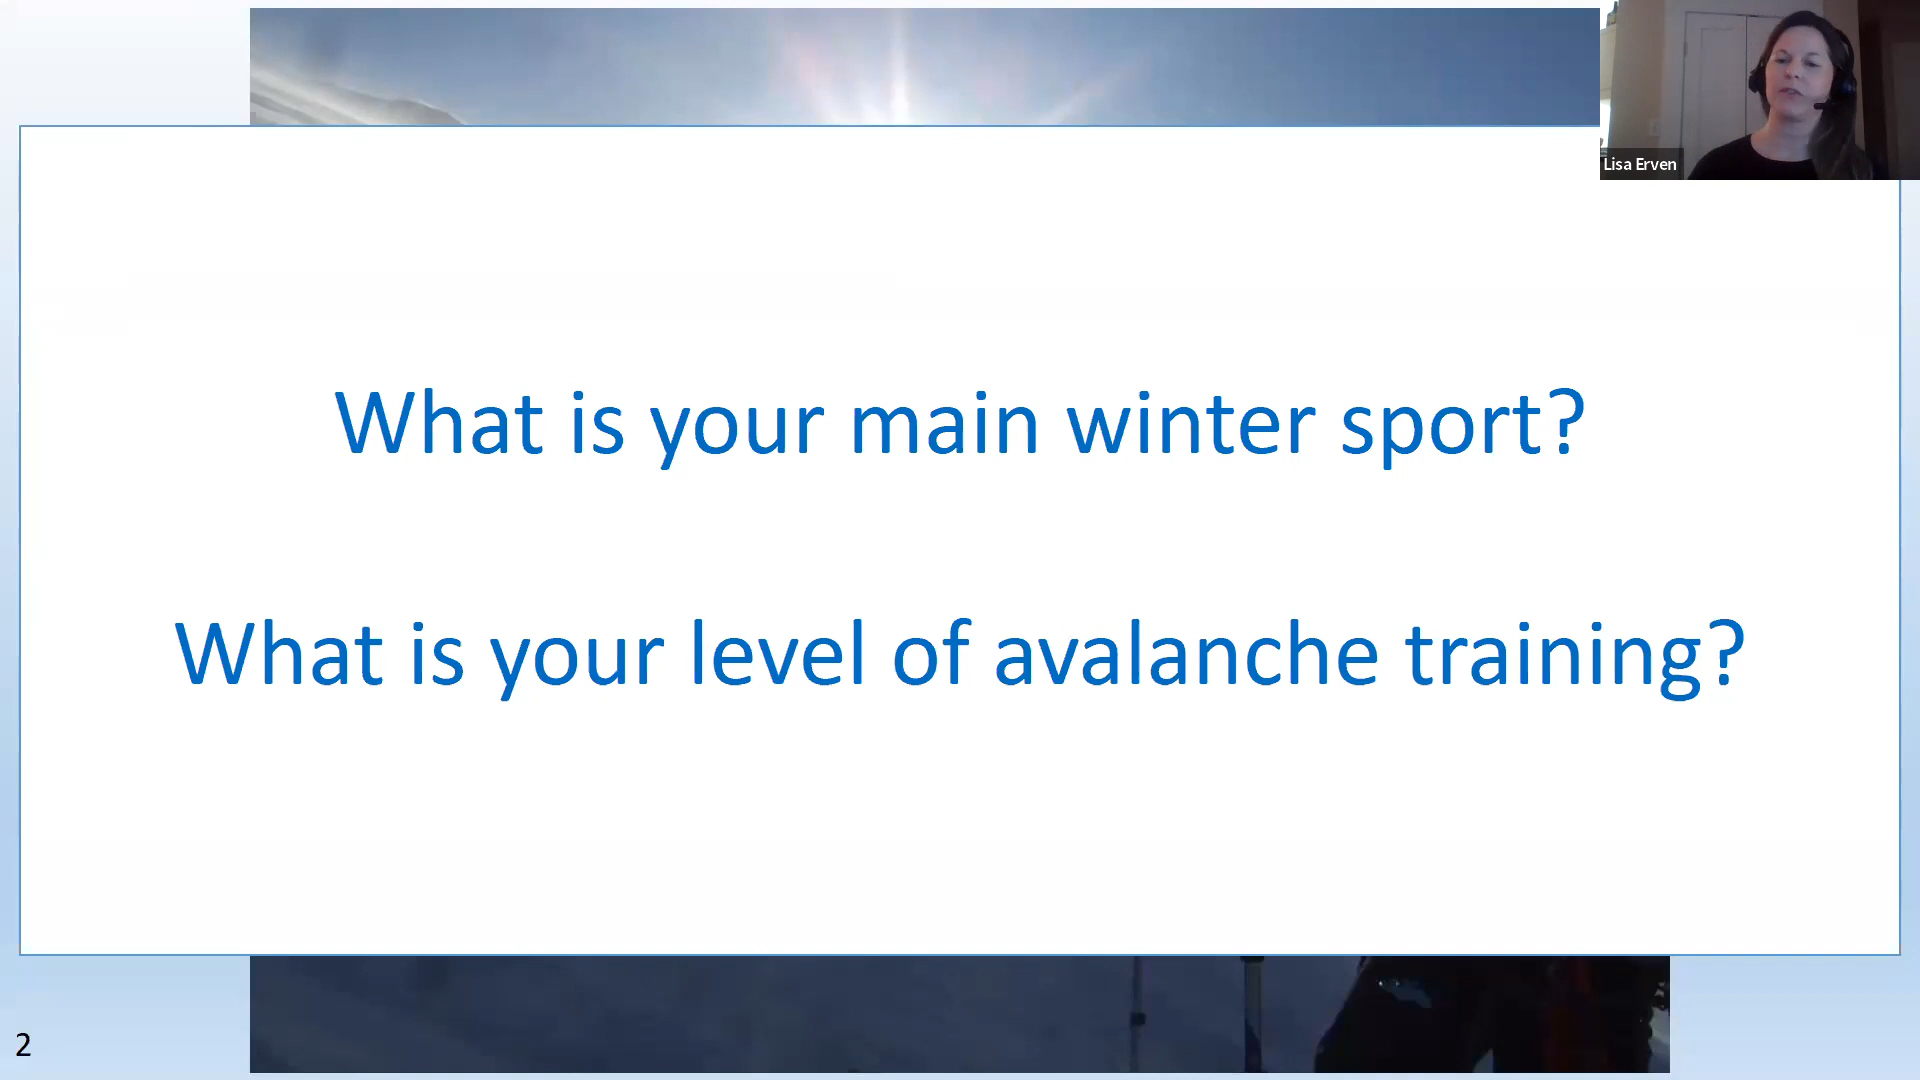 Lisa Erven
What is your main winter sport?
What is your level of avalanche training?
2